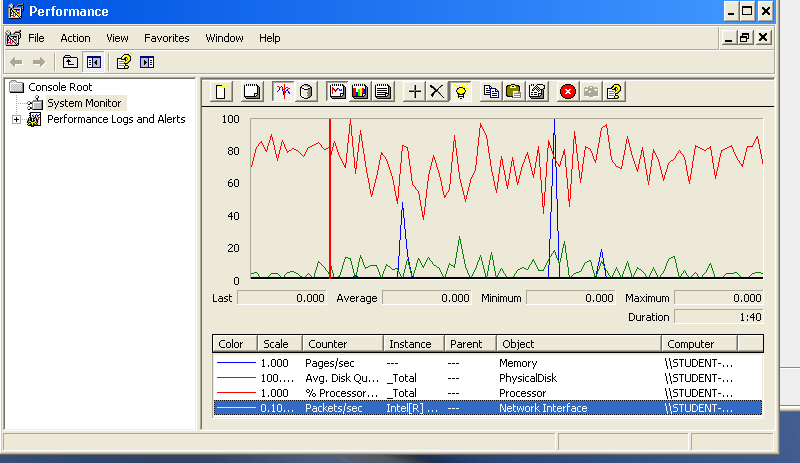 Performance
File Action View Favorites Window Help
Console Root
System Monitor
Performance Logs and Alerts
100
80
60
40
20
0
Last 0.000 Average 0.000 Minimum 0.000 Maximum 0.000
Duration 1:40
Color Scale Counter Instance Parent Object Computer
1.000 Pages/sec --- --- Memory \\STUDENT-...
100.... Avg. Disk Qu... _Total --- PhysicalDisk \\STUDENT-...
1.000 % Processor... _Total --- Processor \\STUDENT-...
0.10... Packets/sec Intel[R] ... --- Network Interface \\STUDENT-...